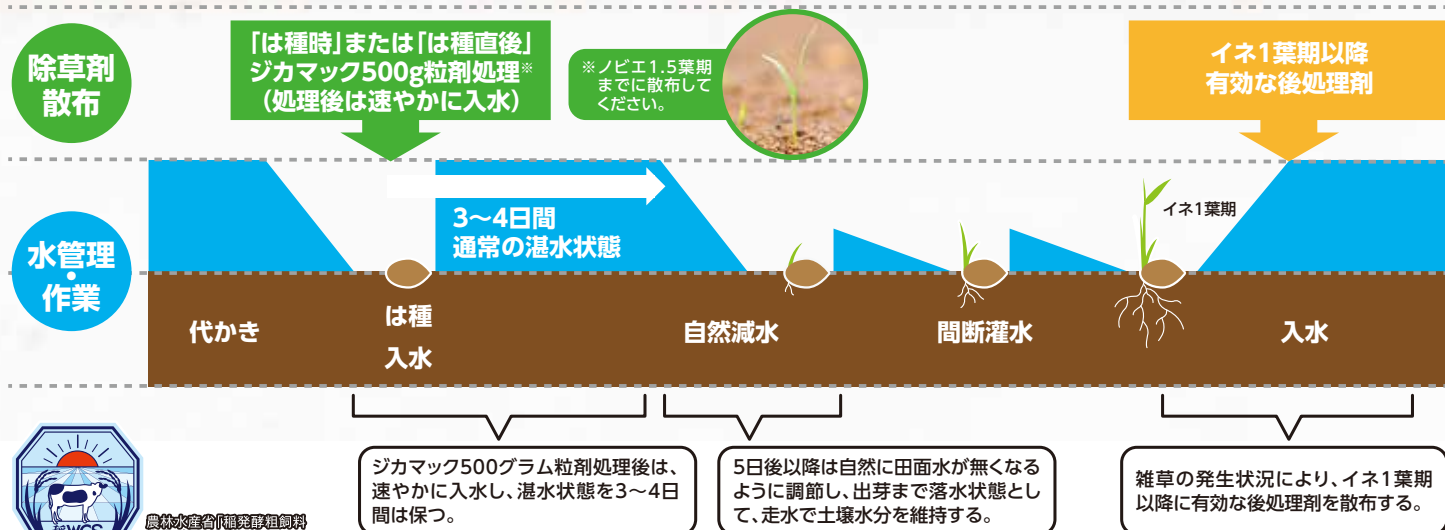 除草剤
散布
「は種時」または「は種直後」
ジカマック500g粒剤処理※
（処理後は速やかに入水）
※ノビエ1.5葉期
までに散布して
ください。
イネ1葉期以降
有効な後処理剤
水管理
・
作業
3〜4日間
通常の湛水状態
イネ1葉期
代かき
は種
入水
自然減水
間断灌水
入水
ジカマック500グラム粒剤処理後は、
速やかに入水し、湛水状態を3〜4日
間は保つ。
5日後以降は自然に田面水が無くなる
ように調節し、出芽まで落水状態とし
て、走水で土壌水分を維持する。
雑草の発生状況により、イネ1葉期
以降に有効な後処理剤を散布する。
稲WCS
農林水産省「稲発酵粗飼料